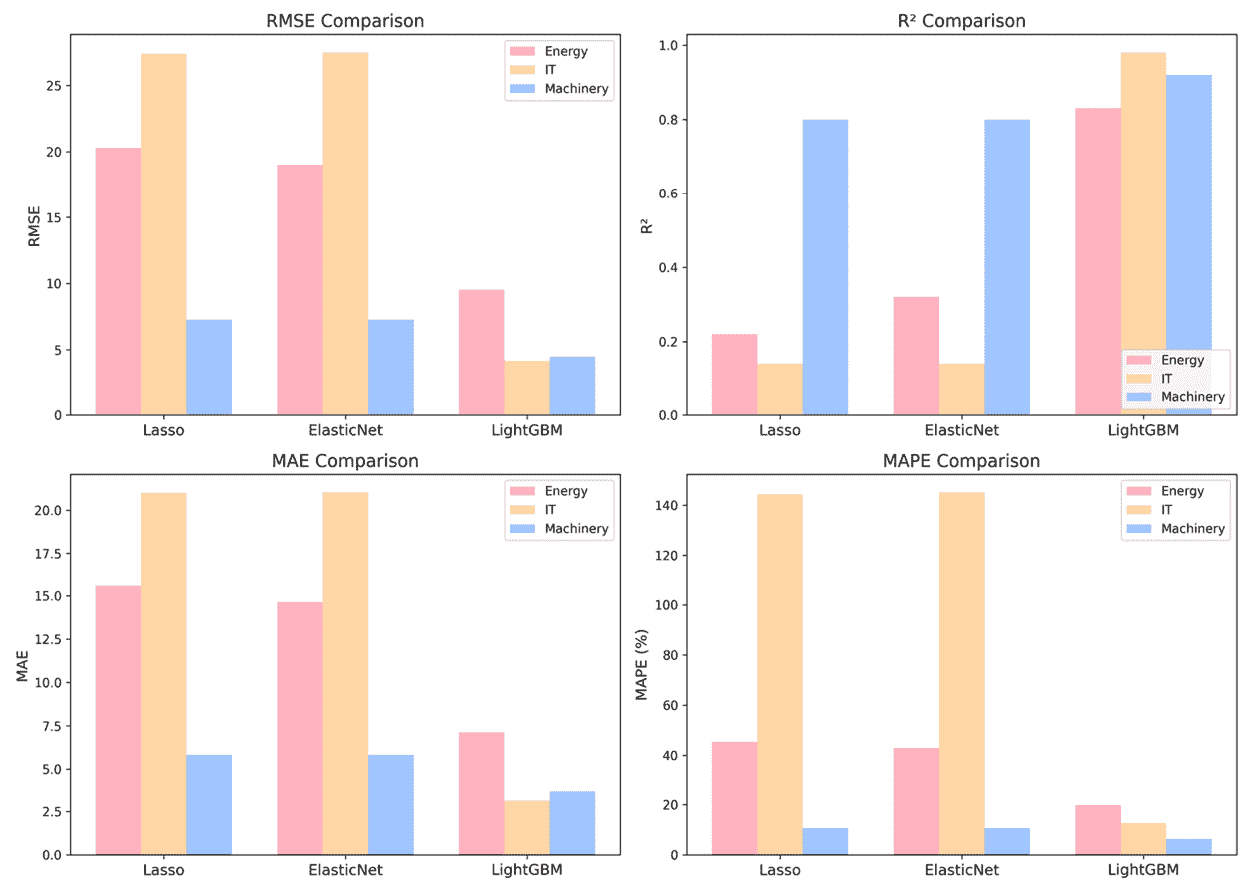 RMSE Comparison
RMSE
25
20
15
10
5
0
Lasso
ElasticNet
LightGBM
Energy
IT
Machinery
R² Comparison
R²
1.0
0.8
0.6
0.4
0.2
0.0
Lasso
ElasticNet
LightGBM
Energy
IT
Machinery
MAE Comparison
MAE
20.0
17.5
15.0
12.5
10.0
7.5
5.0
2.5
0.0
Lasso
ElasticNet
LightGBM
Energy
IT
Machinery
MAPE Comparison
MAPE (%)
140
120
100
80
60
40
20
0
Lasso
ElasticNet
LightGBM
Energy
IT
Machinery